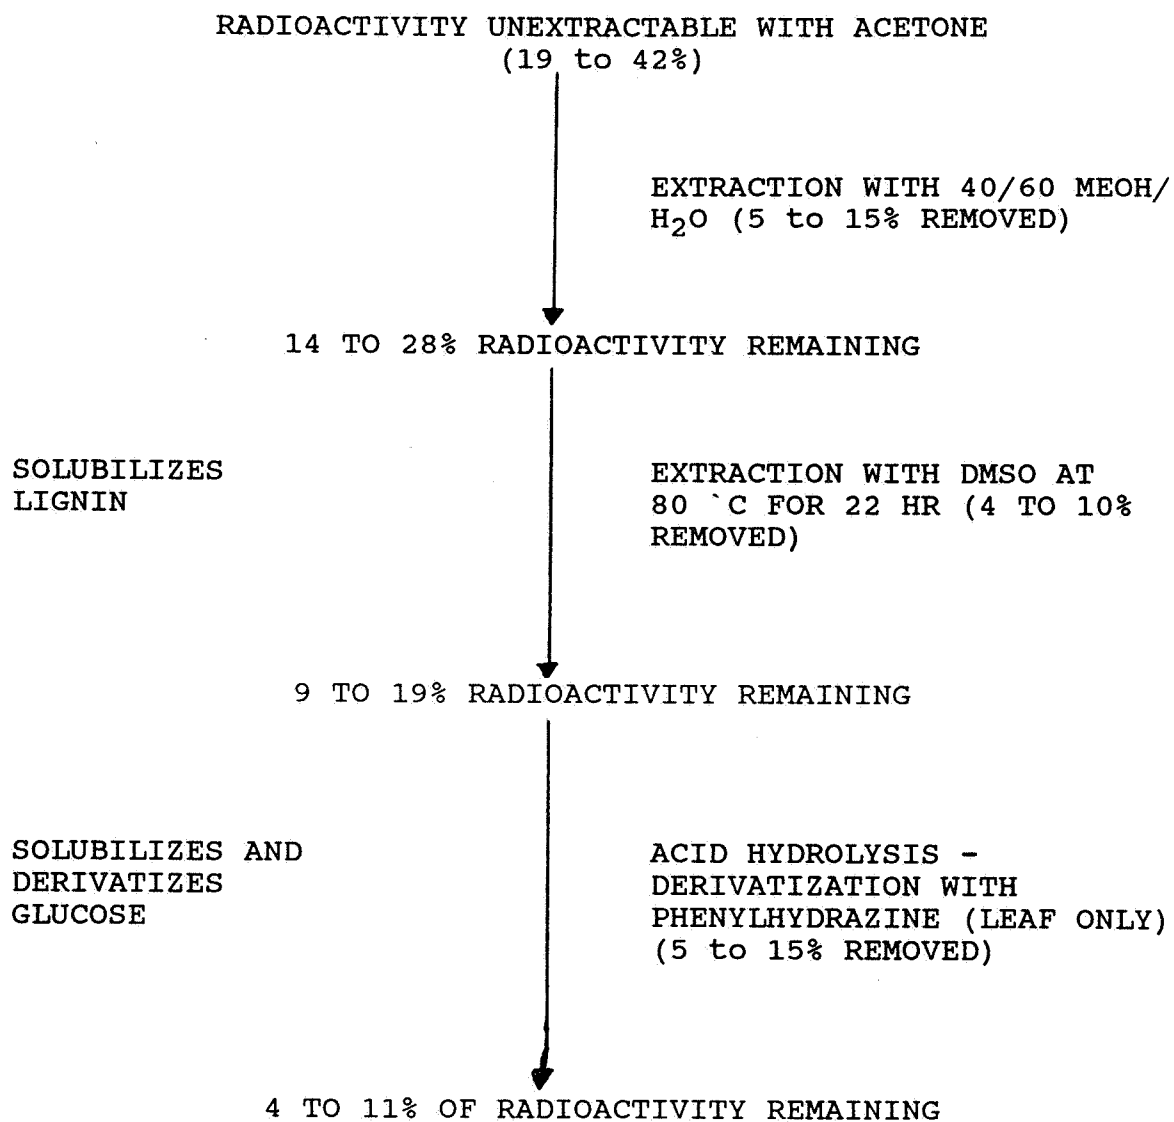 RADIOACTIVITY UNEXTRACTABLE WITH ACETONE
(19 to 42%)
EXTRACTION WITH 40/60 MEOH/
H₂O (5 to 15% REMOVED)
14 TO 28% RADIOACTIVITY REMAINING
SOLUBILIZES
LIGNIN
EXTRACTION WITH DMSO AT
80 `C FOR 22 HR (4 TO 10%
REMOVED)
9 TO 19% RADIOACTIVITY REMAINING
SOLUBILIZES AND
DERIVATIZES
GLUCOSE
ACID HYDROLYSIS -
DERIVATIZATION WITH
PHENYLHYDRAZINE (LEAF ONLY)
(5 to 15% REMOVED)
4 TO 11% OF RADIOACTIVITY REMAINING